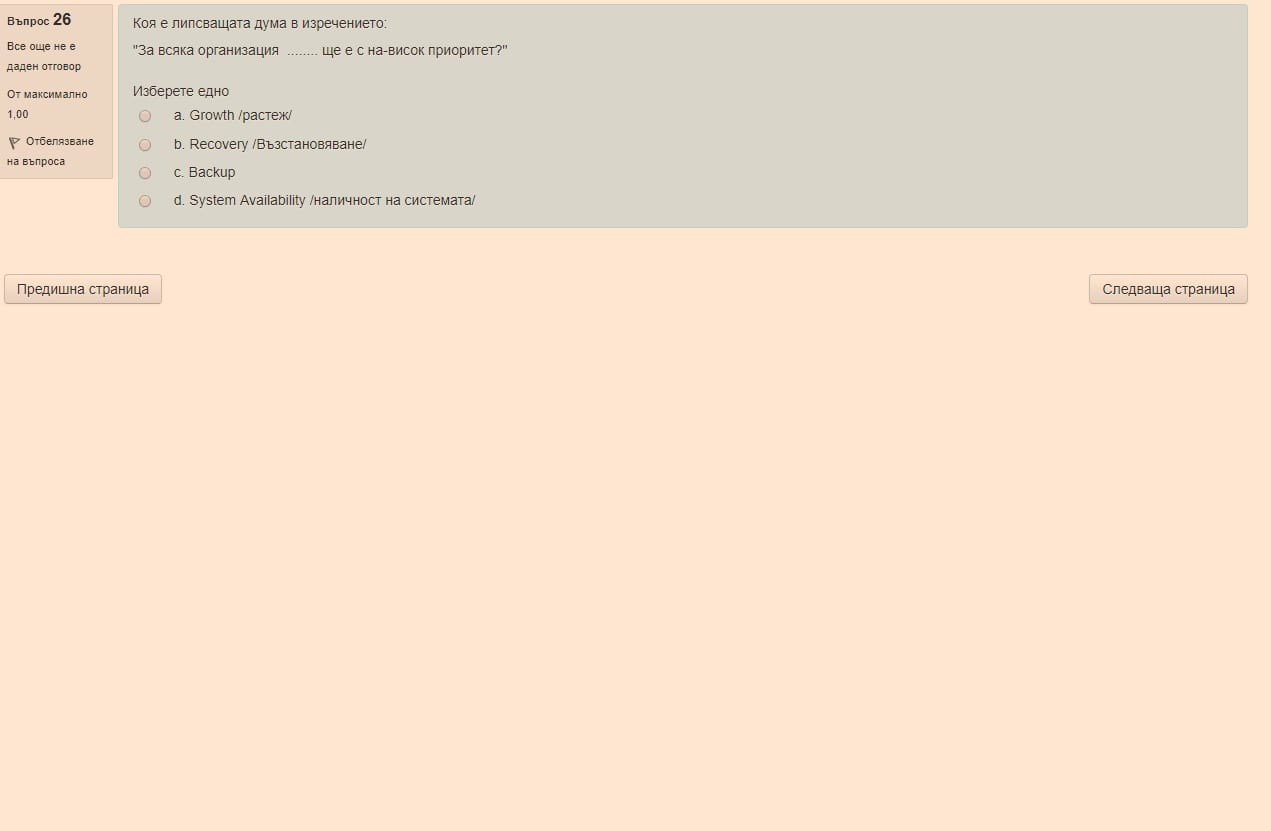 Въпрос 26
Все още не е
даден отговор
От максимално
1,00
Отбелязване
на въпроса
Коя е липсващата дума в изречението:
"За всяка организация  ........ ще е с на-висок приоритет?"
Изберете едно
a. Growth /растеж/
b. Recovery /Възстановяване/
c. Backup
d. System Availability /наличност на системата/
Предишна страница
Следваща страница